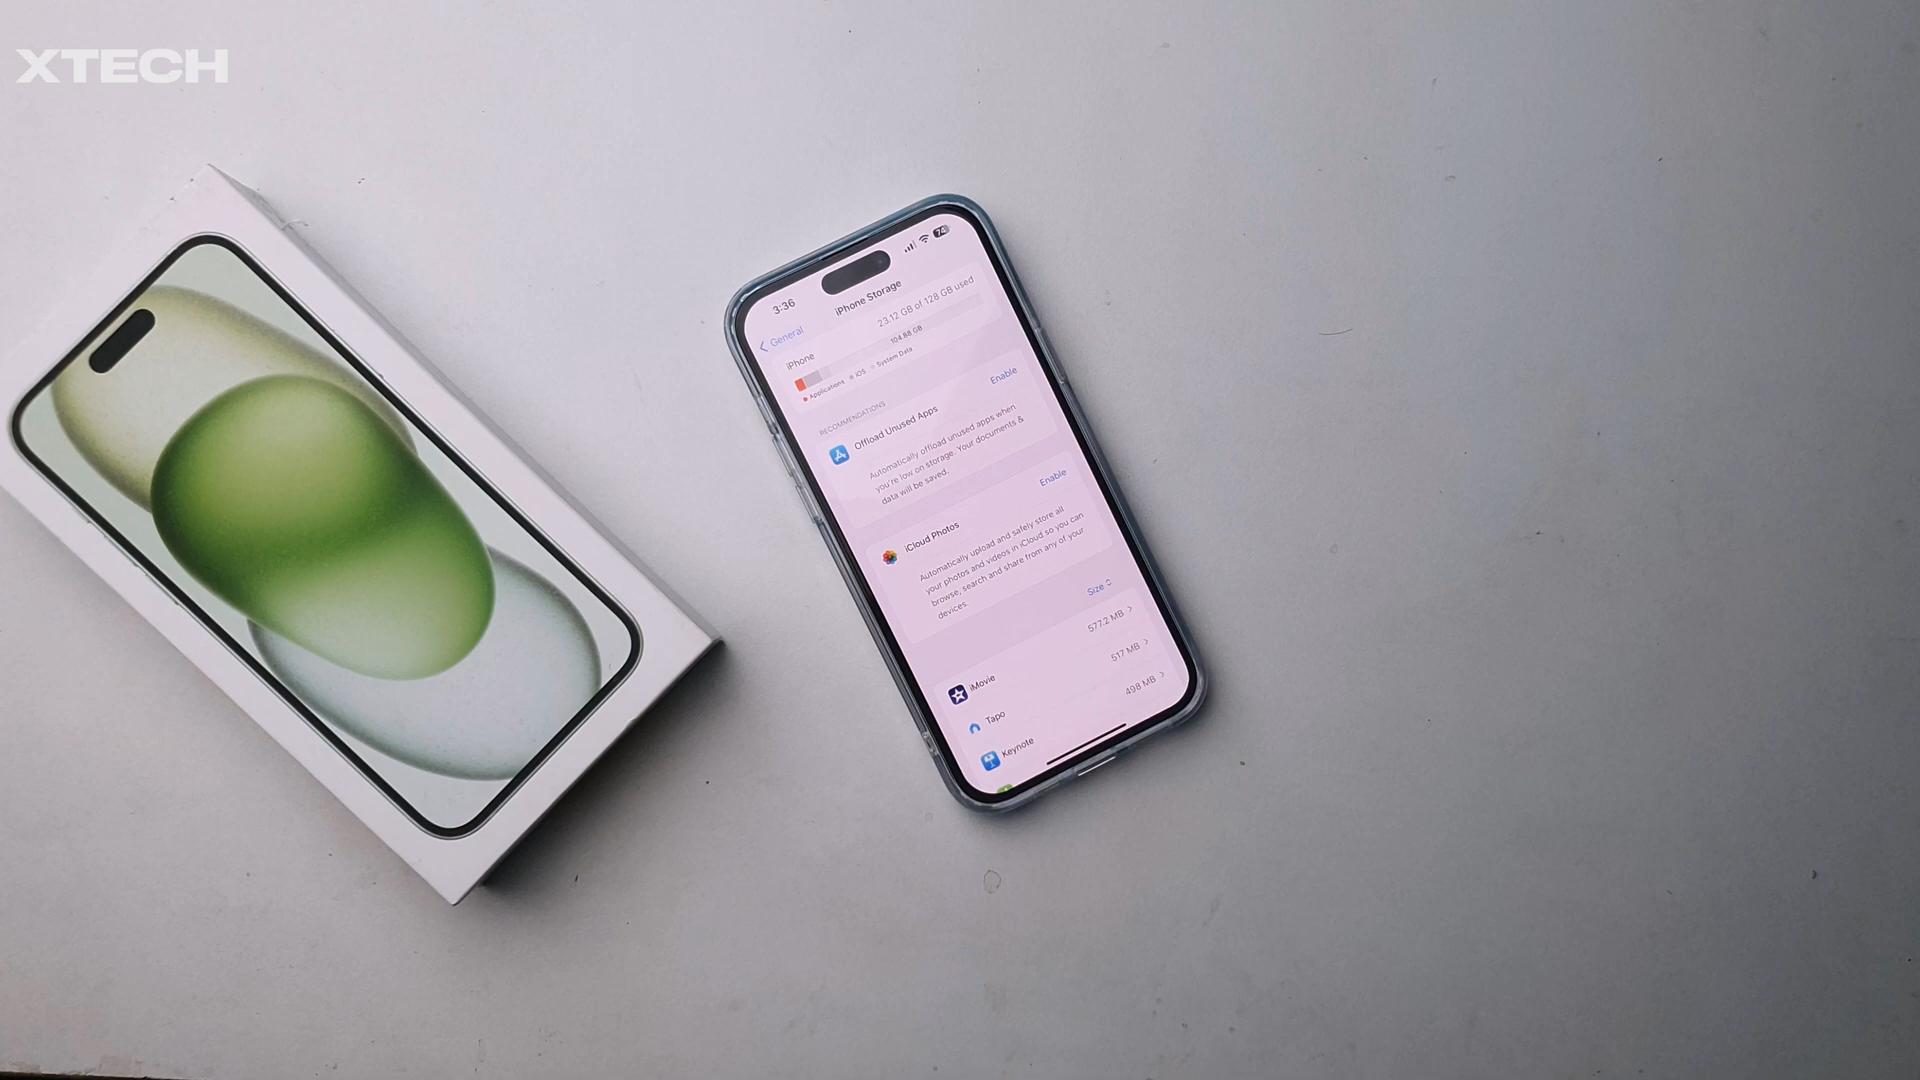 XTECH
3:36
74
General
iPhone Storage
iPhone
23.12 GB of 128 GB used
104.88 GB
Applications
iOS
System Data
RECOMMENDATIONS
Offload Unused Apps
Enable
Automatically offload unused apps when
you're low on storage. Your documents &
data will be saved.
iCloud Photos
Enable
Automatically upload and safely store all
your photos and videos in iCloud so you can
browse, search and share from any of your
devices.
Size
iMovie
577.2 MB
Tapo
517 MB
Keynote
498 MB